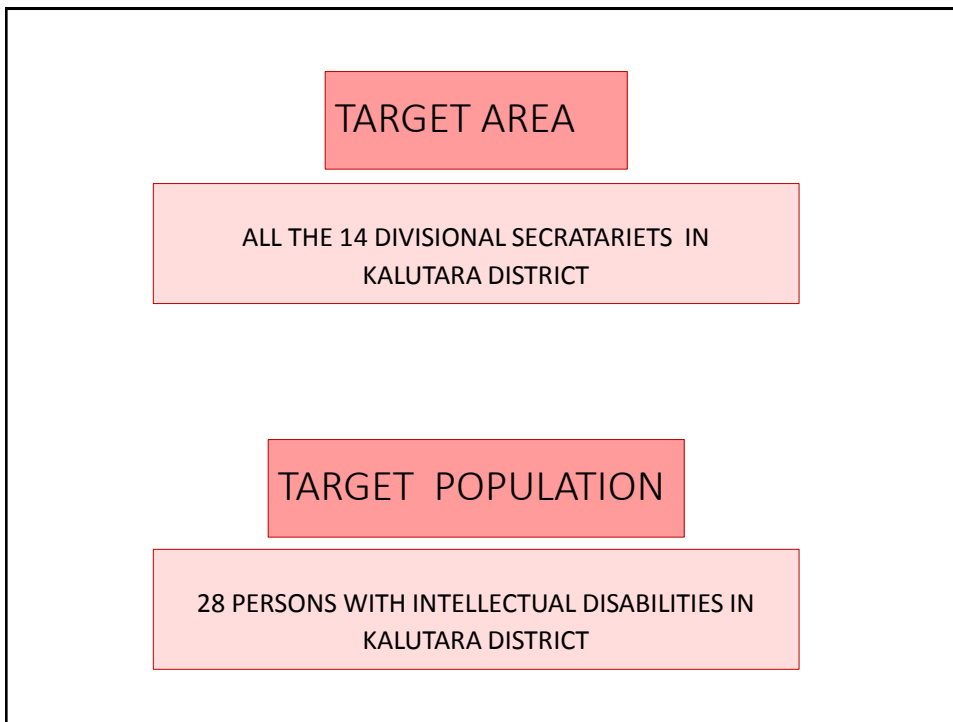 TARGET AREA
ALL THE 14 DIVISIONAL SECRATARIETS IN
KALUTARA DISTRICT
TARGET POPULATION
28 PERSONS WITH INTELLECTUAL DISABILITIES IN
KALUTARA DISTRICT